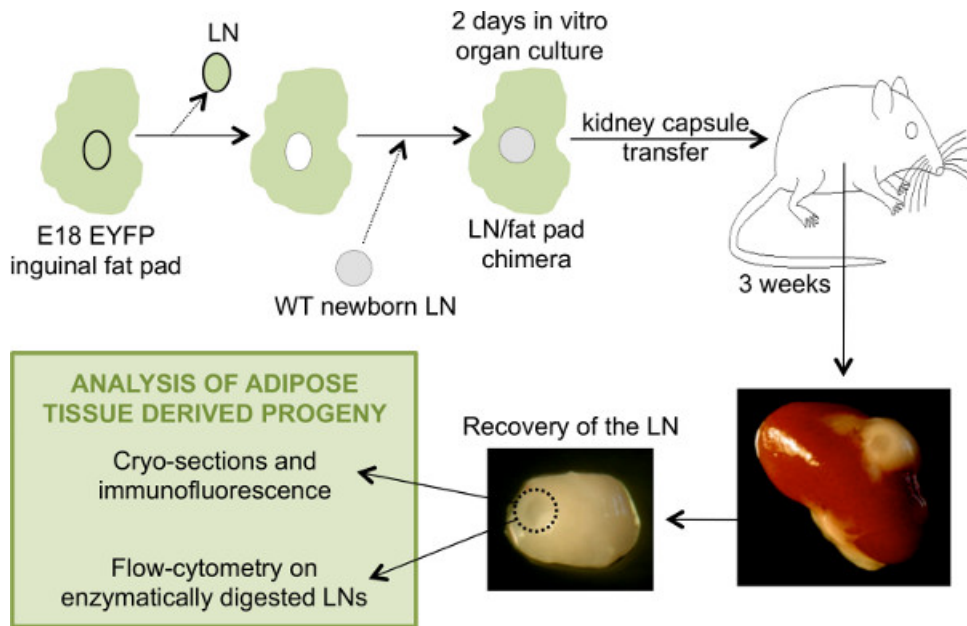 LN
2 days in vitro
organ culture
E18 EYFP
inguinal fat pad
WT newborn LN
LN/fat pad
chimera
kidney capsule
transfer
3 weeks
Recovery of the LN
ANALYSIS OF ADIPOSE
TISSUE DERIVED PROGENY
Cryo-sections and
immunofluorescence
Flow-cytometry on
enzymatically digested LNs